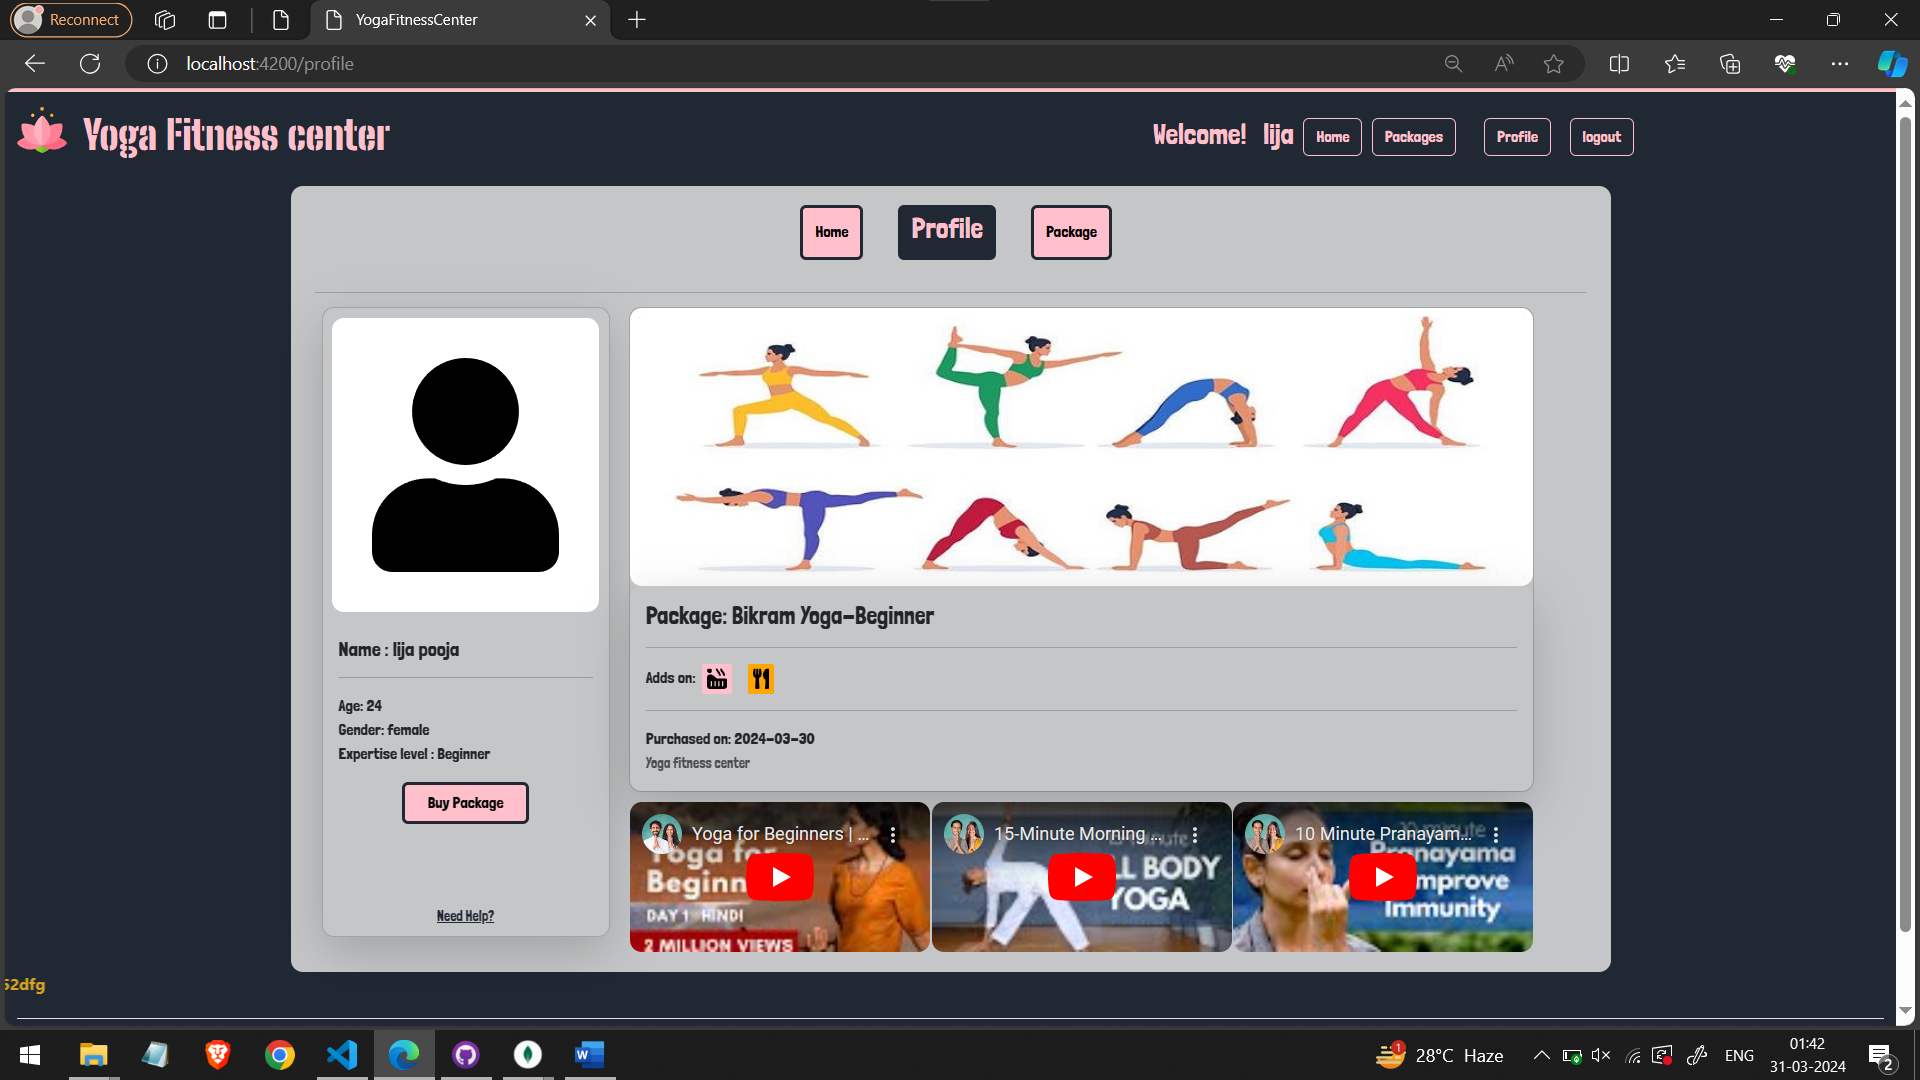 Reconnect
YogaFitnessCenter
localhost:4200/profile
Yoga Fitness center
Welcome! lija
Home
Packages
Profile
logout
Home
Profile
Package
Name : lija pooja
Age: 24
Gender: female
Expertise level : Beginner
Buy Package
Need Help?
Package: Bikram Yoga-Beginner
Adds on:
Purchased on: 2024-03-30
Yoga fitness center
Yoga for Beginners | ...
Yoga for
Beginn
DAY 1 HINDI
2 MILLION VIEWS
15-Minute Morning ...
LL BODY
YOGA
10 Minute Pranayam...
Pranayama
mprove
Immunity
52dfg
1
28°C Haze
ENG
01:42
31-03-2024
2